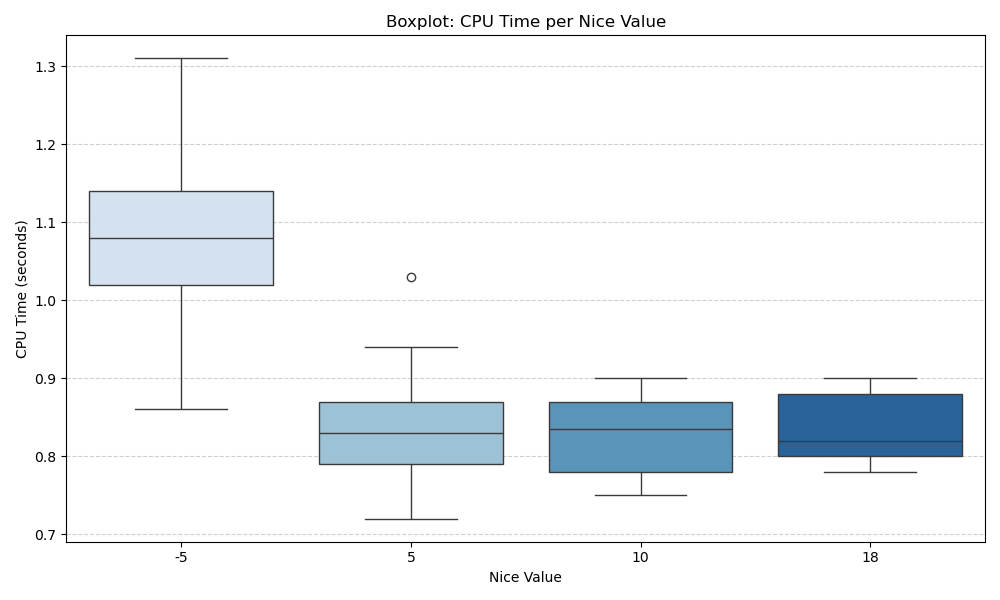 Boxplot: CPU Time per Nice Value
CPU Time (seconds)
1.3
1.2
1.1
1.0
0.9
0.8
0.7
-5 5 10 18
Nice Value